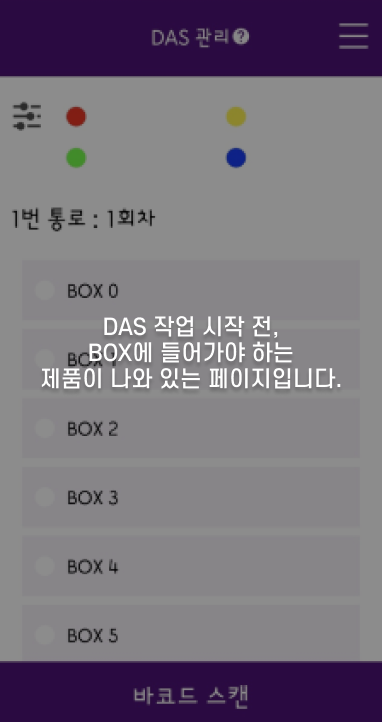 DAS 관리?
1번 통로 : 1회차
BOX 0
DAS 작업 시작 전,
BOX에 들어가야 하는
제품이 나와 있는 페이지입니다.
BOX 1
BOX 2
BOX 3
BOX 4
BOX 5
바코드 스캔